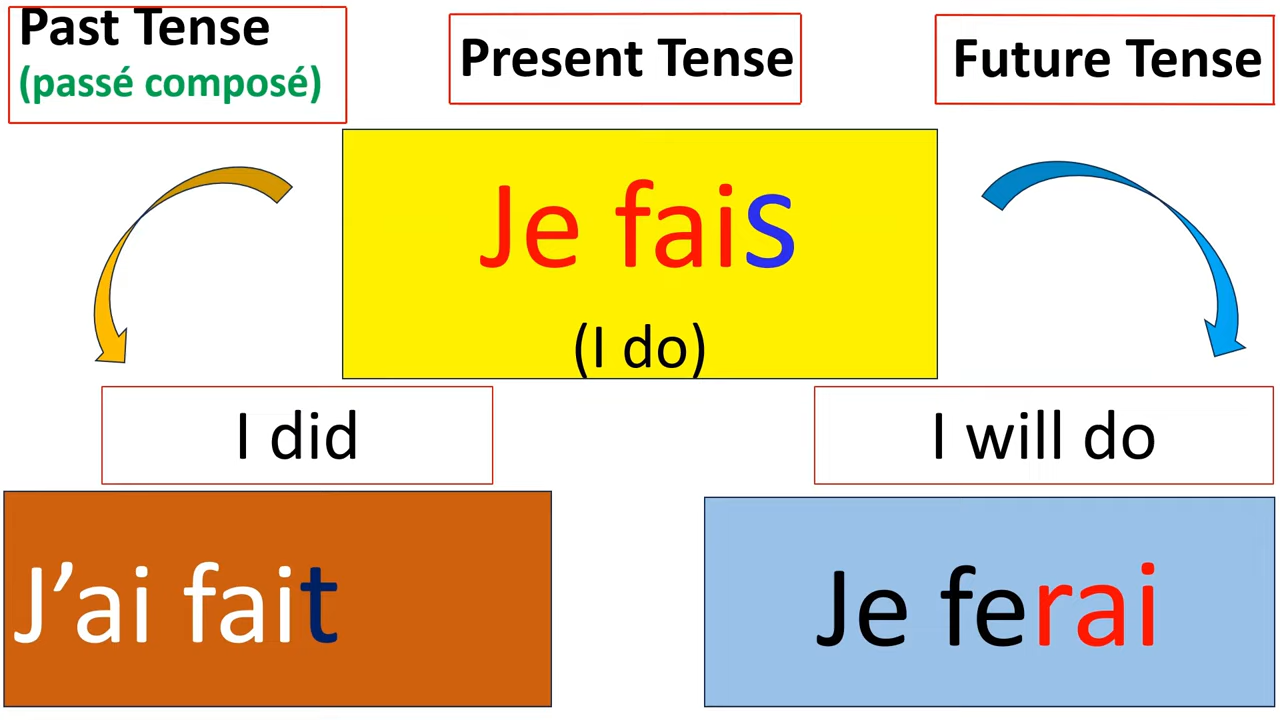 Past Tense
(passé composé)
Present Tense
Future Tense
Je fais
(I do)
I did
I will do
J’ai fait
Je ferai